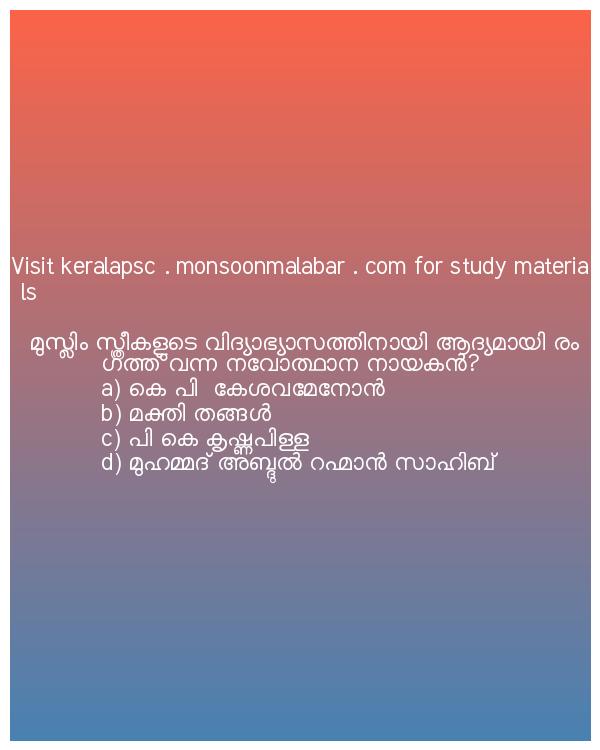 Visit keralapsc . monsoonmalabar . com for study materia
ls
മുസ്ലിം സ്ത്രീകളുടെ വിദ്യാഭ്യാസത്തിനായി ആദ്യമായി രം
ഗത്ത് വന്ന നവോത്ഥാന നായകൻ?
a) കെ പി  കേശവമേനോൻ
b) മക്തി തങ്ങൾ
c) പി കെ കൃഷ്ണപിള്ള
d) മുഹമ്മദ് അബ്ദുൽ റഹ്മാൻ സാഹിബ്